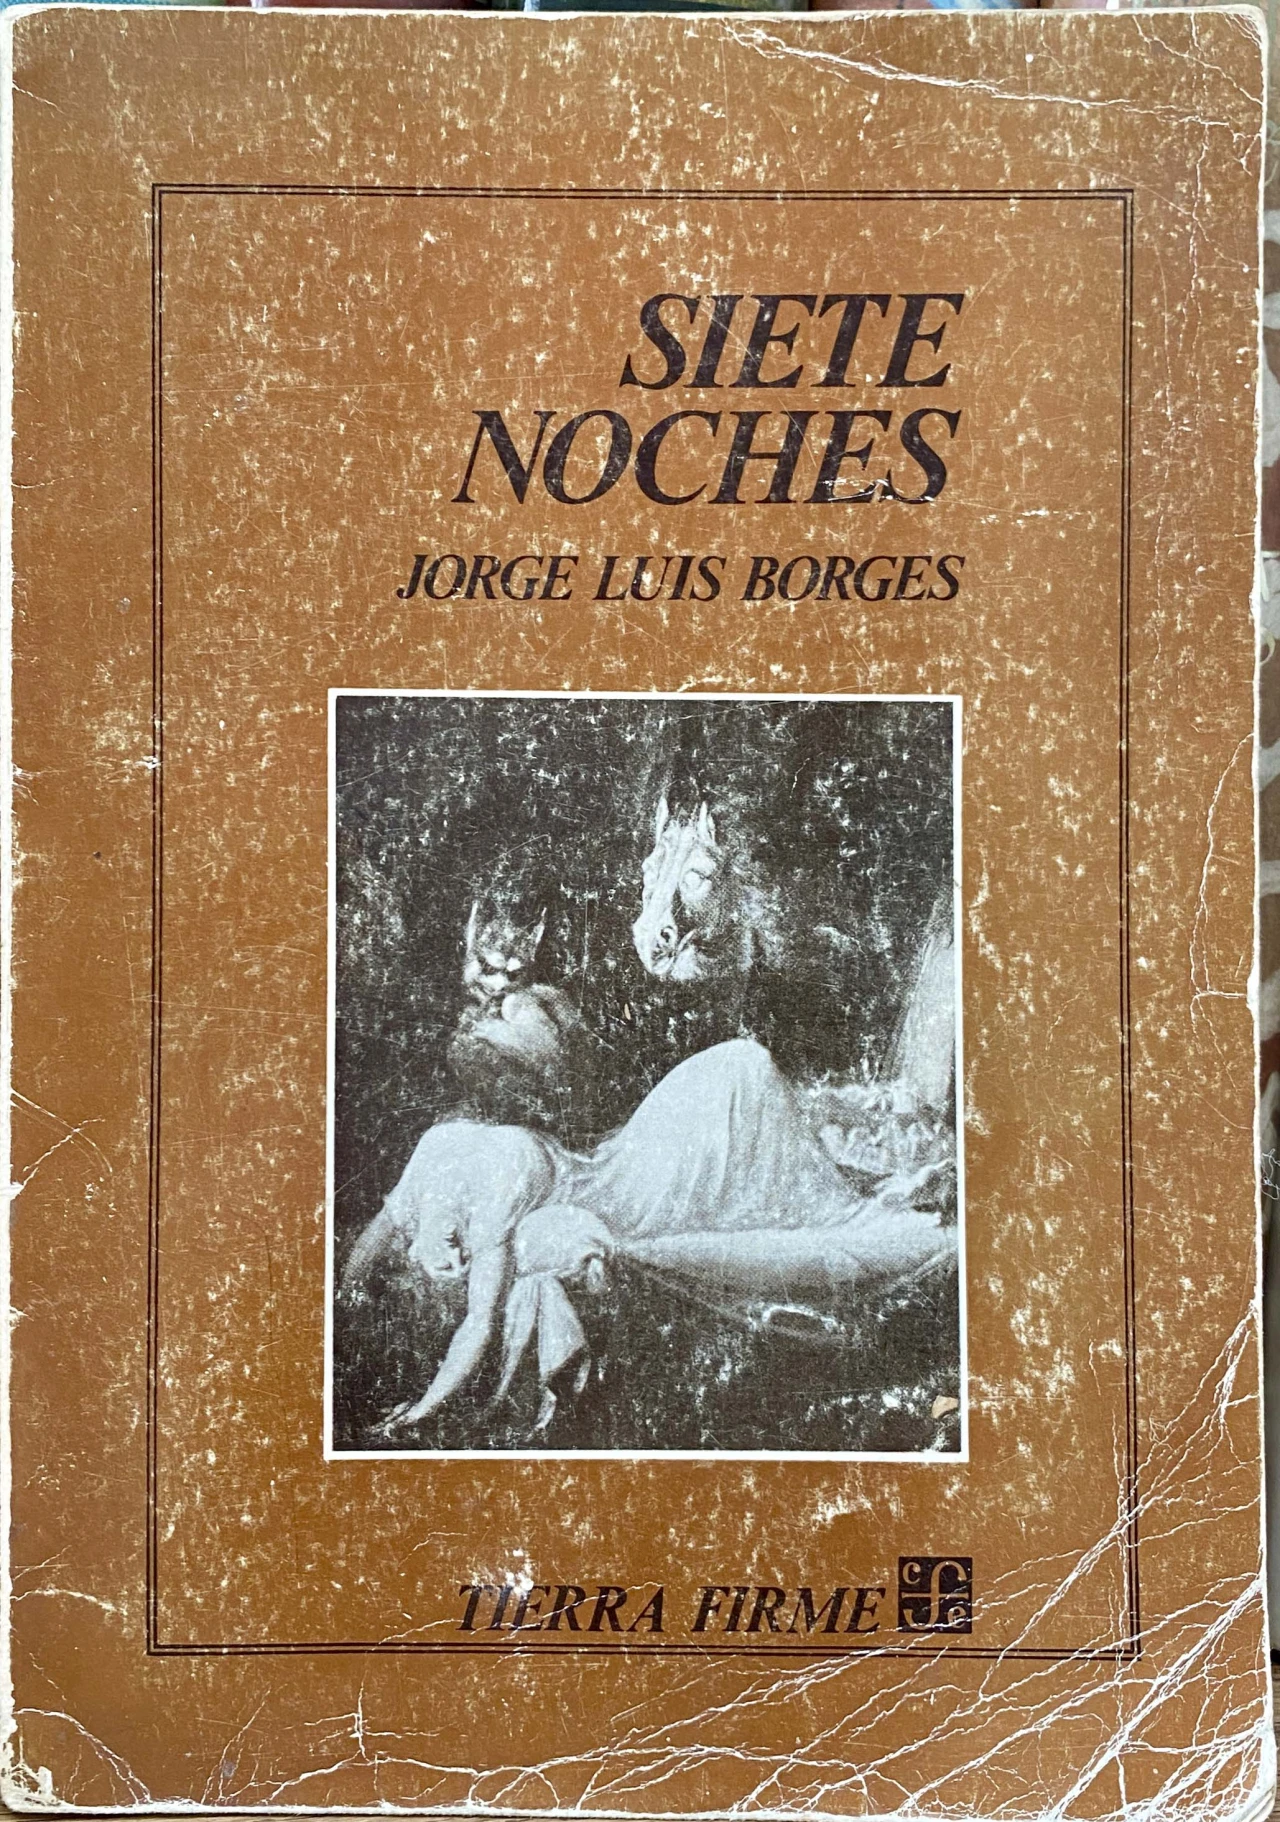 SIETE
NOCHES
JORGE LUIS BORGES
TIERRA FIRME